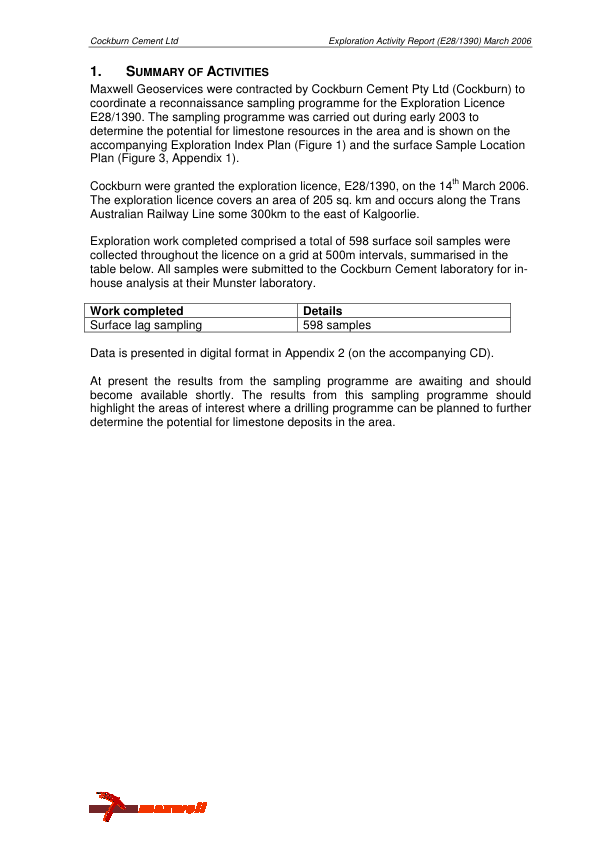 Cockburn Cement Ltd Exploration Activity Report (E28/1390) March 2006
1. SUMMARY OF ACTIVITIES
Maxwell Geoservices were contracted by Cockburn Cement Pty Ltd (Cockburn) to
coordinate a reconnaissance sampling programme for the Exploration Licence
E28/1390. The sampling programme was carried out during early 2003 to
determine the potential for limestone resources in the area and is shown on the
accompanying Exploration Index Plan (Figure 1) and the surface Sample Location
Plan (Figure 3, Appendix 1).
Cockburn were granted the exploration licence, E28/1390, on the 14th March 2006.
The exploration licence covers an area of 205 sq. km and occurs along the Trans
Australian Railway Line some 300km to the east of Kalgoorlie.
Exploration work completed comprised a total of 598 surface soil samples were
collected throughout the licence on a grid at 500m intervals, summarised in the
table below. All samples were submitted to the Cockburn Cement laboratory for in-
house analysis at their Munster laboratory.
Work completed Details
Surface lag sampling 598 samples
Data is presented in digital format in Appendix 2 (on the accompanying CD).
At present the results from the sampling programme are awaiting and should
become available shortly. The results from this sampling programme should
highlight the areas of interest where a drilling programme can be planned to further
determine the potential for limestone deposits in the area.
maxwell